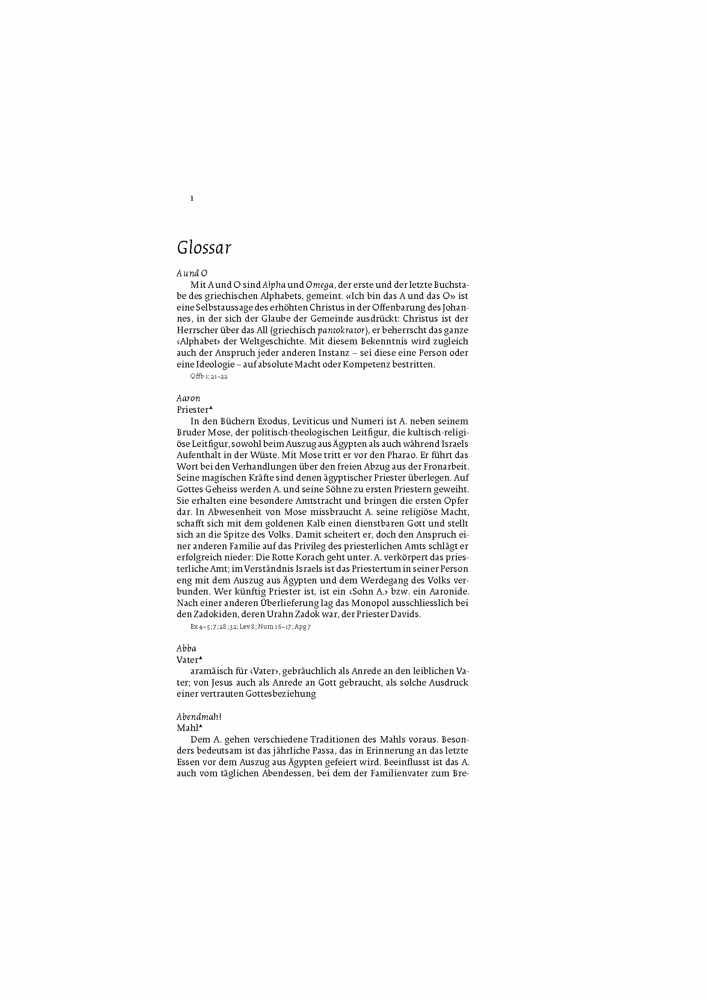 1
Glossar
A und O
Mit A und O sind Alpha und Omega, der erste und der letzte Buchsta-
be des griechischen Alphabets, gemeint. «Ich bin das A und das O» ist
eine Selbstaussage des erhöhten Christus in der Offenbarung des Johan-
nes, in der sich der Glaube der Gemeinde ausdrückt: Christus ist der
Herrscher über das All (griechisch pantokrator), er beherrscht das ganze
‹Alphabet› der Weltgeschichte. Mit diesem Bekenntnis wird zugleich
auch der Anspruch jeder anderen Instanz – sei diese eine Person oder
eine Ideologie – auf absolute Macht oder Kompetenz bestritten.
Offb 1; 21–22
Aaron
Priester▲
In den Büchern Exodus, Leviticus und Numeri ist A. neben seinem
Bruder Mose, der politisch-theologischen Leitfigur, die kultisch-religi-
öse Leitfigur, sowohl beim Auszug aus Ägypten als auch während Israels
Aufenthalt in der Wüste. Mit Mose tritt er vor den Pharao. Er führt das
Wort bei den Verhandlungen über den freien Abzug aus der Fronarbeit.
Seine magischen Kräfte sind denen ägyptischer Priester überlegen. Auf
Gottes Geheiss werden A. und seine Söhne zu ersten Priestern geweiht.
Sie erhalten eine besondere Amtstracht und bringen die ersten Opfer
dar. In Abwesenheit von Mose missbraucht A. seine religiöse Macht,
schafft sich mit dem goldenen Kalb einen dienstbaren Gott und stellt
sich an die Spitze des Volks. Damit scheitert er, doch den Anspruch ei-
ner anderen Familie auf das Privileg des priesterlichen Amts schlägt er
erfolgreich nieder: Die Rotte Korach geht unter. A. verkörpert das pries-
terliche Amt; im Verständnis Israels ist das Priestertum in seiner Person
eng mit dem Auszug aus Ägypten und dem Werdegang des Volks ver-
bunden. Wer künftig Priester ist, ist ein ‹Sohn A.› bzw. ein Aaronide.
Nach einer anderen Überlieferung lag das Monopol ausschliesslich bei
den Zadokiden, deren Urahn Zadok war, der Priester Davids.
Ex 4–5; 7; 28; 32; Lev 8; Num 16–17; Apg 7
Abba
Vater▲
aramäisch für ‹Vater›, gebräuchlich als Anrede an den leiblichen Va-
ter; von Jesus auch als Anrede an Gott gebraucht, als solche Ausdruck
einer vertrauten Gottesbeziehung
Abendmahl
Mahl▲
Dem A. gehen verschiedene Traditionen des Mahls voraus. Beson-
ders bedeutsam ist das jährliche Passa, das in Erinnerung an das letzte
Essen vor dem Auszug aus Ägypten gefeiert wird. Beeinflusst ist das A.
auch vom täglichen Abendessen, bei dem der Familienvater zum Bre-